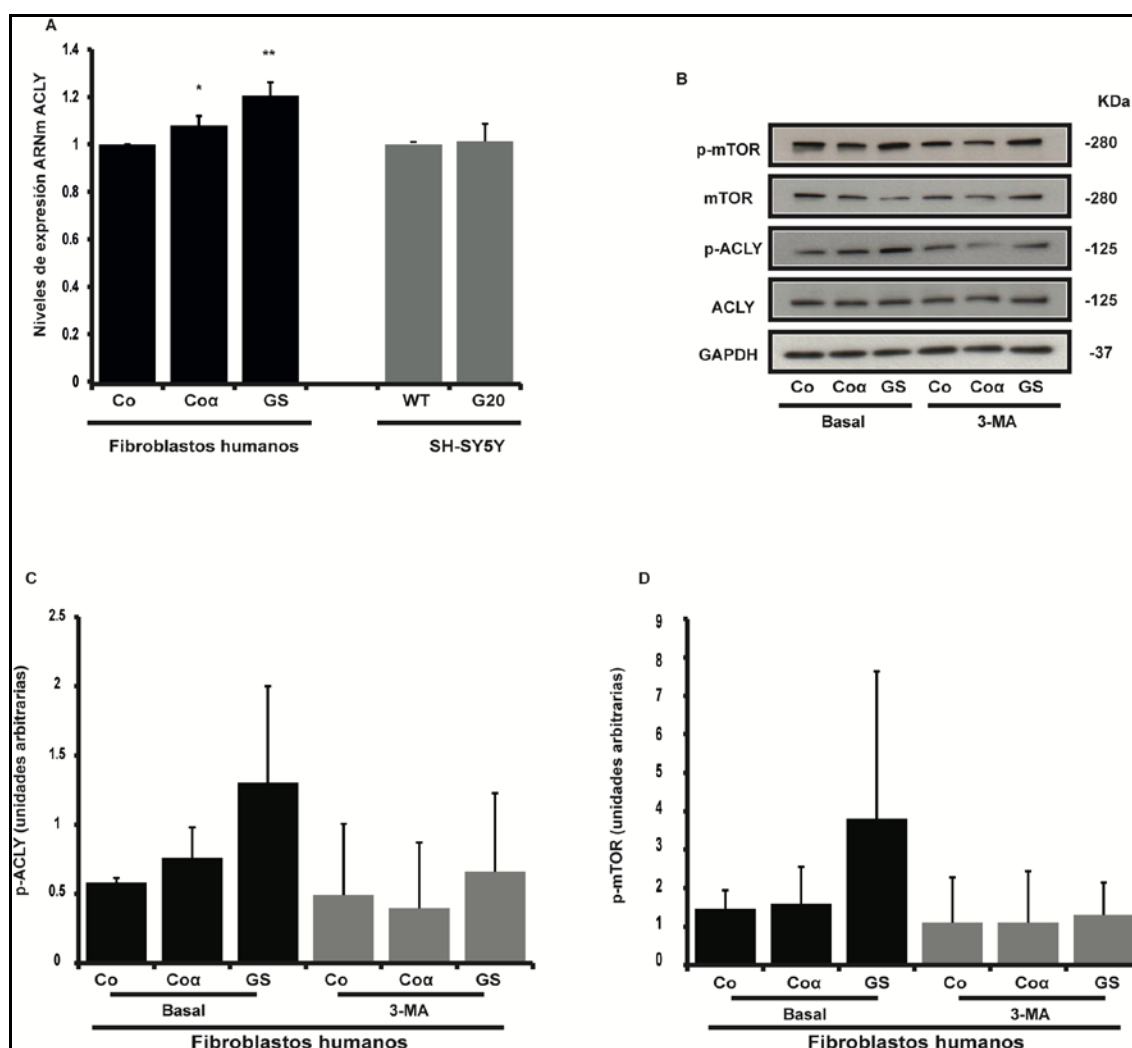 A
Niveles de expresión ARNm ACLY
1.4
1.2
1
0.8
0.6
0.4
0.2
0
*
**
Co Coα GS WT G20
Fibroblastos humanos SH-SY5Y
B
KDa
p-mTOR -280
mTOR -280
p-ACLY -125
ACLY -125
GAPDH -37
Co Coα GS Co Coα GS
Basal 3-MA
C
p-ACLY (unidades arbitrarias)
2.5
2
1.5
1
0.5
0
Co Coα GS Co Coα GS
Basal 3-MA
Fibroblastos humanos
D
p-mTOR (unidades arbitrarias)
9
8
7
6
5
4
3
2
1
0
Co Coα GS Co Coα GS
Basal 3-MA
Fibroblastos humanos